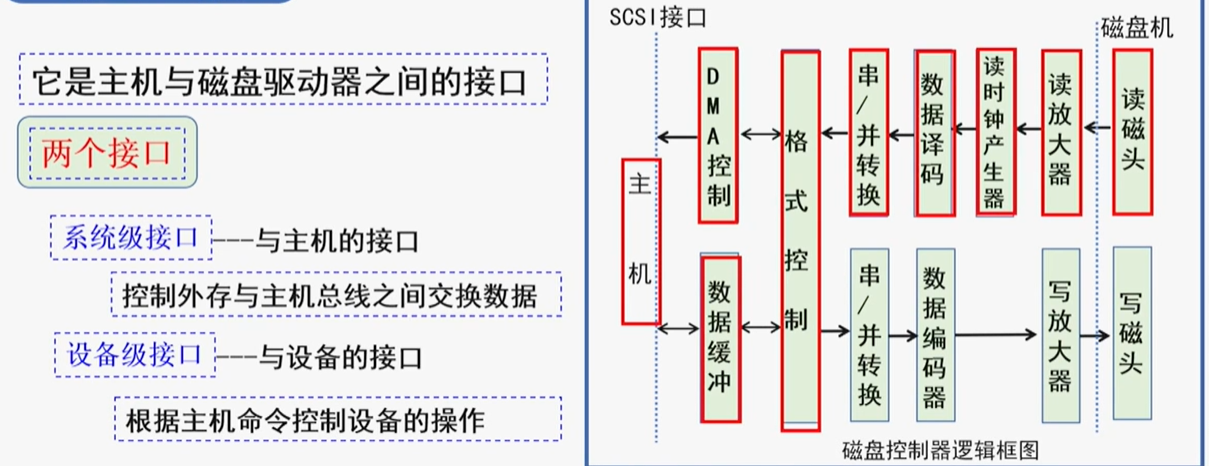 它是主机与磁盘驱动器之间的接口
两个接口
系统级接口---与主机的接口
控制外存与主机总线之间交换数据
设备级接口---与设备的接口
根据主机命令控制设备的操作
SCSI接口
磁盘机
主机
DMA控制
格式控制
串/并转换
数据译码
读时钟产生器
读放大器
读磁头
数据缓冲
串/并转换
数据编码器
写放大器
写磁头
磁盘控制器逻辑框图